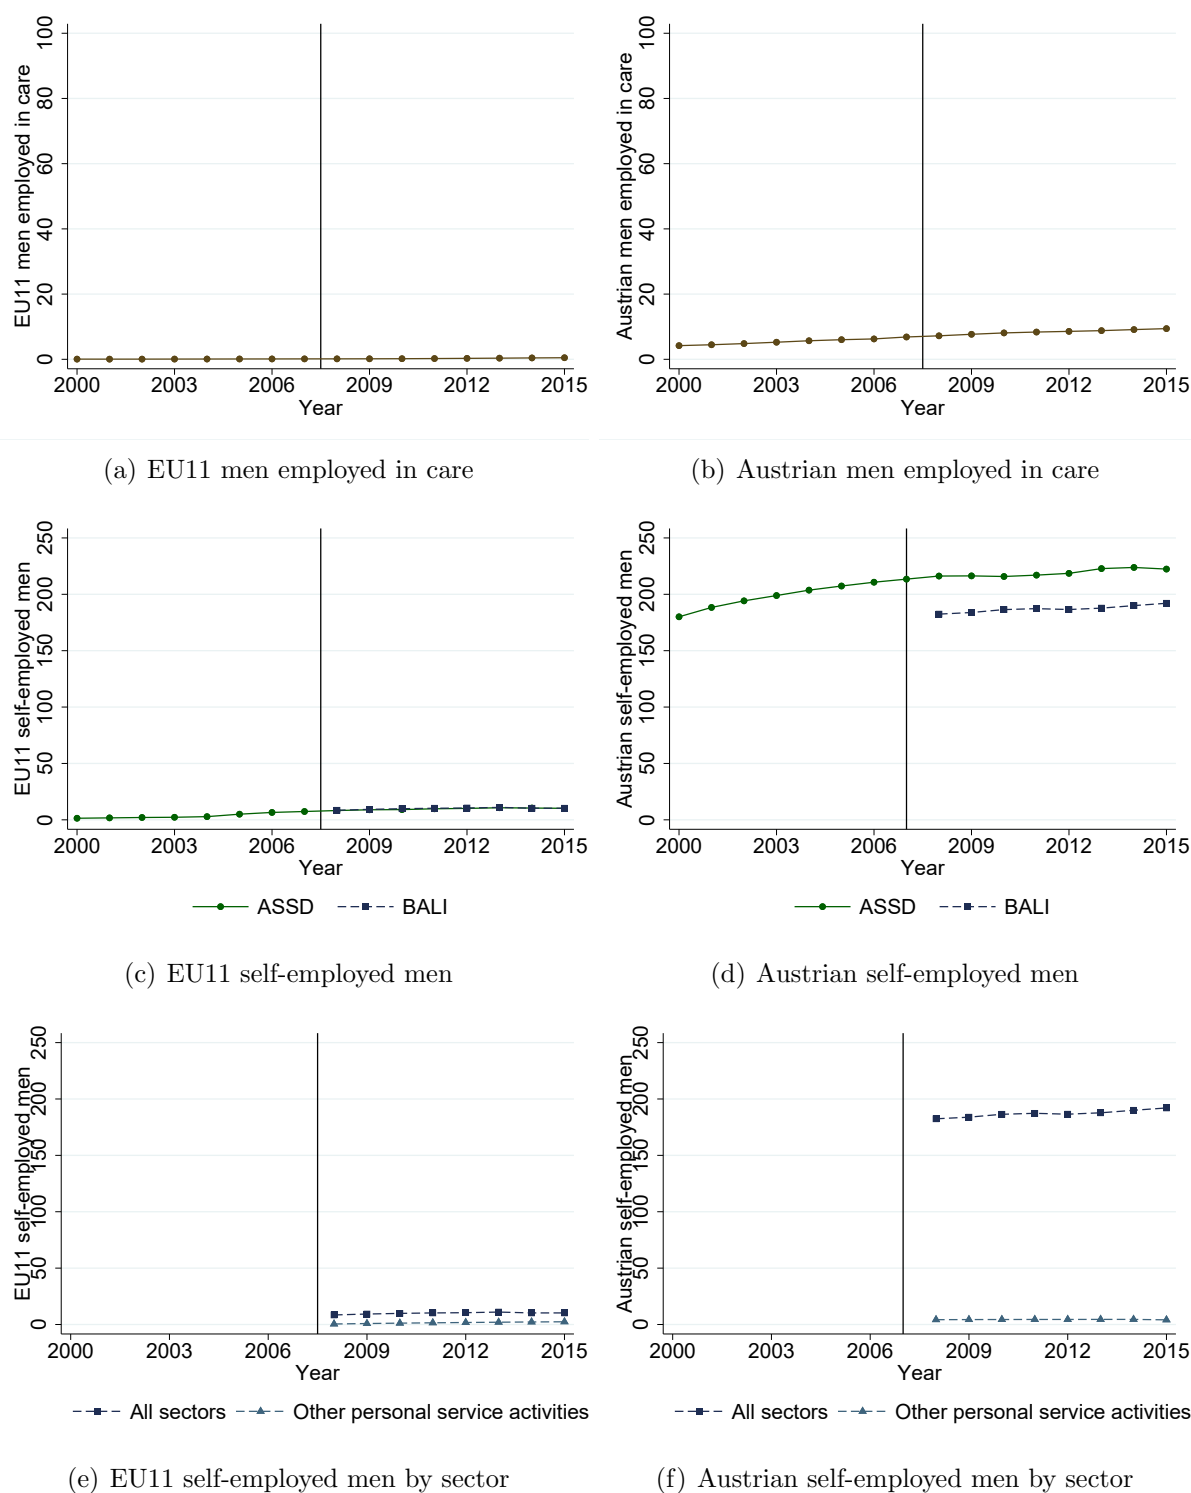 EU11 men employed in care
100
80
60
40
20
0
2000 2003 2006 2009 2012 2015
Year
(a) EU11 men employed in care
Austrian men employed in care
100
80
60
40
20
0
2000 2003 2006 2009 2012 2015
Year
(b) Austrian men employed in care
EU11 self-employed men
250
200
150
100
50
0
2000 2003 2006 2009 2012 2015
Year
ASSD BALI
(c) EU11 self-employed men
Austrian self-employed men
250
200
150
100
50
0
2000 2003 2006 2009 2012 2015
Year
ASSD BALI
(d) Austrian self-employed men
EU11 self-employed men
250
200
150
100
50
0
2000 2003 2006 2009 2012 2015
Year
All sectors Other personal service activities
(e) EU11 self-employed men by sector
Austrian self-employed men
250
200
150
100
50
0
2000 2003 2006 2009 2012 2015
Year
All sectors Other personal service activities
(f) Austrian self-employed men by sector